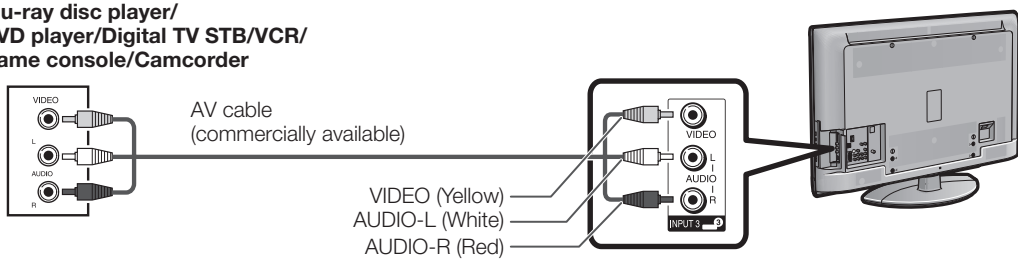 u-ray disc player/
VD player/Digital TV STB/VCR/
ame console/Camcorder
VIDEO
L
AUDIO
R
AV cable
(commercially available)
VIDEO (Yellow)
AUDIO-L (White)
AUDIO-R (Red)
VIDEO
L
AUDIO
R
INPUT 3
3